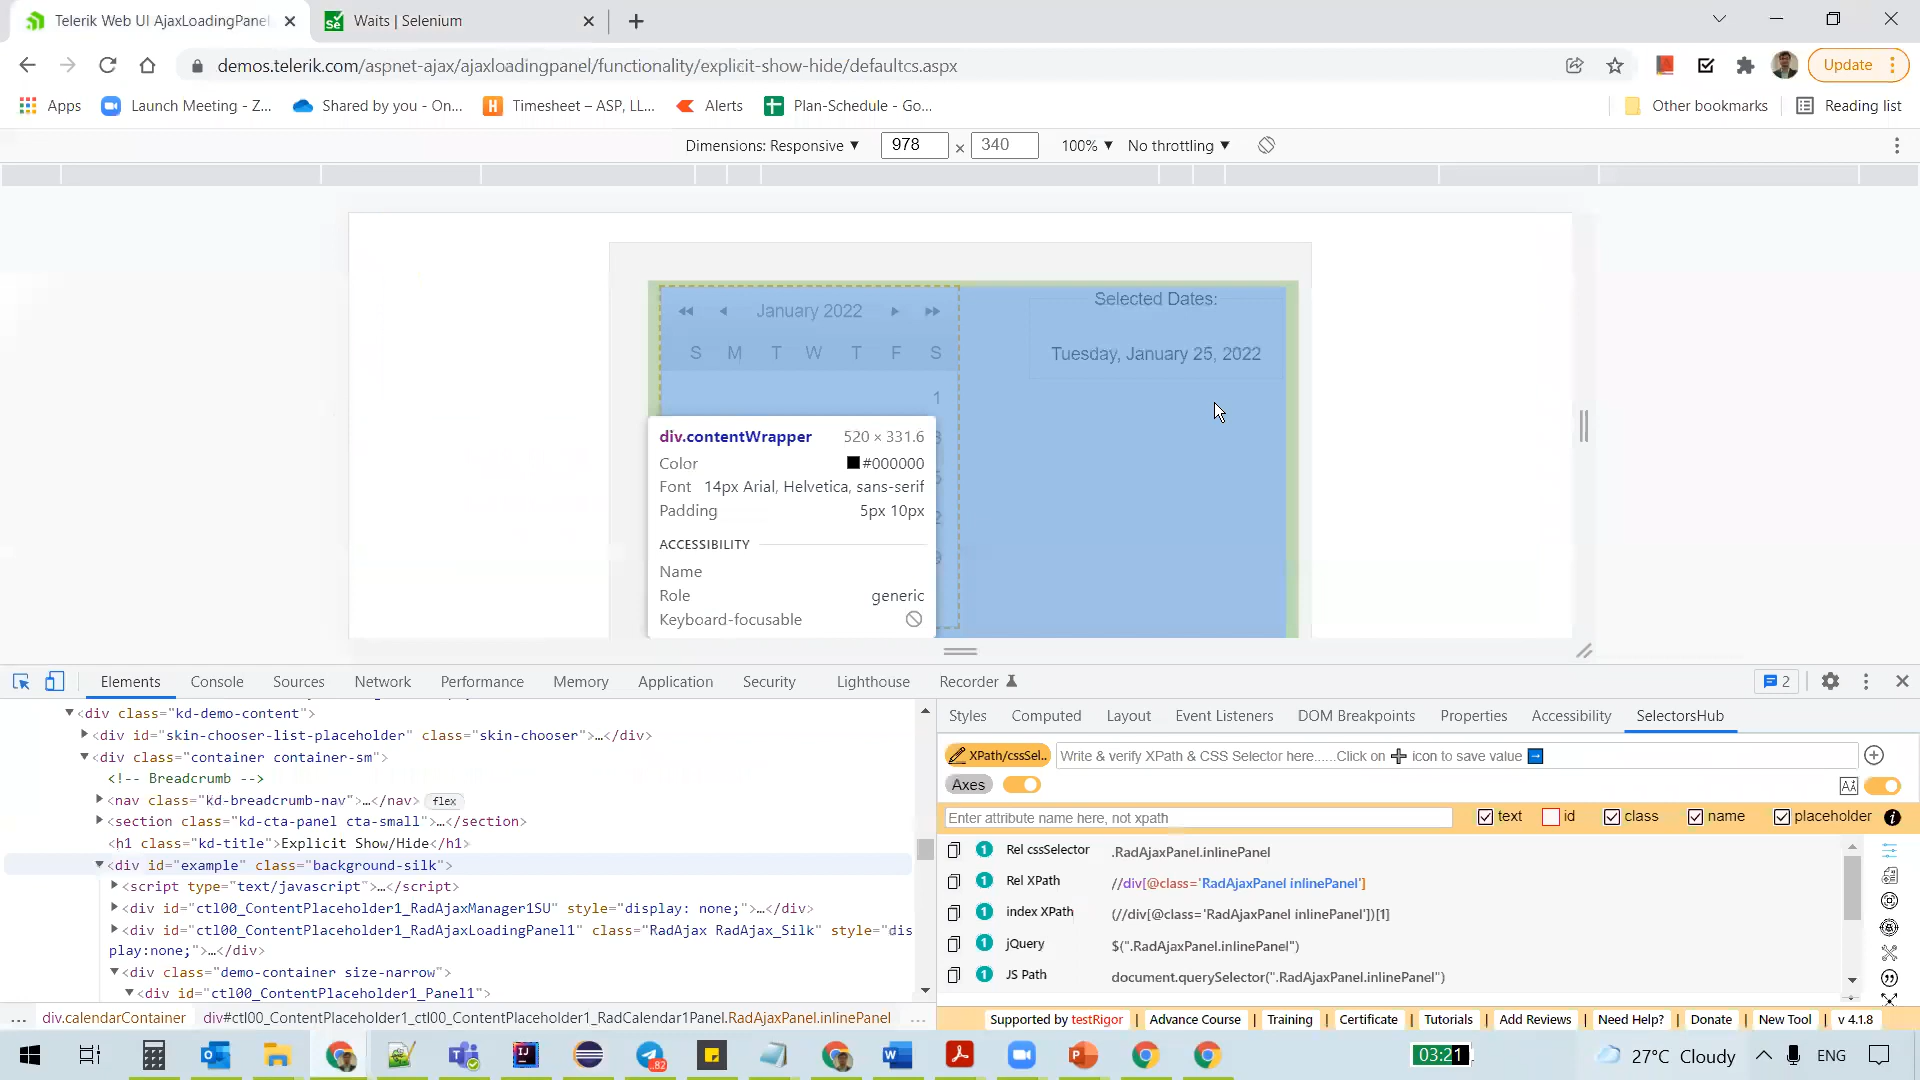 Telerik Web UI AjaxLoadingPanel
Waits | Selenium
demos.telerik.com/aspnet-ajax/ajaxloadingpanel/functionality/explicit-show-hide/defaultcs.aspx
Update
Apps
Launch Meeting - Z...
Shared by you - On...
Timesheet – ASP, LL...
Alerts
Plan-Schedule - Go...
Other bookmarks
Reading list
Dimensions: Responsive ▼ 978 × 340 100% ▼ No throttling ▼
January 2022
S M T W T F S
1
Selected Dates:
Tuesday, January 25, 2022
div.contentWrapper 520 × 331.6
Color #000000
Font 14px Arial, Helvetica, sans-serif
Padding 5px 10px
ACCESSIBILITY
Name
Role generic
Keyboard-focusable
Elements Console Sources Network Performance Memory Application Security Lighthouse Recorder 2
<div class="kd-demo-content">
<div id="skin-chooser-list-placeholder" class="skin-chooser">…</div>
<div class="container container-sm">
<!-- Breadcrumb -->
<nav class="kd-breadcrumb-nav">…</nav> flex
<section class="kd-cta-panel cta-small">…</section>
<h1 class="kd-title">Explicit Show/Hide</h1>
<div id="example" class="background-silk">
<script type="text/javascript">…</script>
<div id="ctl00_ContentPlaceholder1_RadAjaxManager1SU" style="display: none;">…</div>
<div id="ctl00_ContentPlaceholder1_RadAjaxLoadingPanel1" class="RadAjax RadAjax_Silk" style="dis
play:none;">…</div>
<div class="demo-container size-narrow">
<div id="ctl00_ContentPlaceholder1_Panel1">
... div.calendarContainer div#ctl00_ContentPlaceholder1_ctl00_ContentPlaceholder1_RadCalendar1Panel.RadAjaxPanel.inlinePanel ...
Styles Computed Layout Event Listeners DOM Breakpoints Properties Accessibility SelectorsHub
XPath/cssSel.. Write & verify XPath & CSS Selector here......Click on icon to save value
Axes
Enter attribute name here, not xpath text id class name placeholder
1 Rel cssSelector .RadAjaxPanel.inlinePanel
1 Rel XPath //div[@class='RadAjaxPanel inlinePanel']
1 index XPath (//div[@class='RadAjaxPanel inlinePanel'])[1]
1 jQuery $(".RadAjaxPanel.inlinePanel")
1 JS Path document.querySelector(".RadAjaxPanel.inlinePanel")
Supported by testRigor | Advance Course | Training | Certificate | Tutorials | Add Reviews | Need Help? | Donate | New Tool | v 4.1.8
82
03:21
27°C Cloudy
ENG